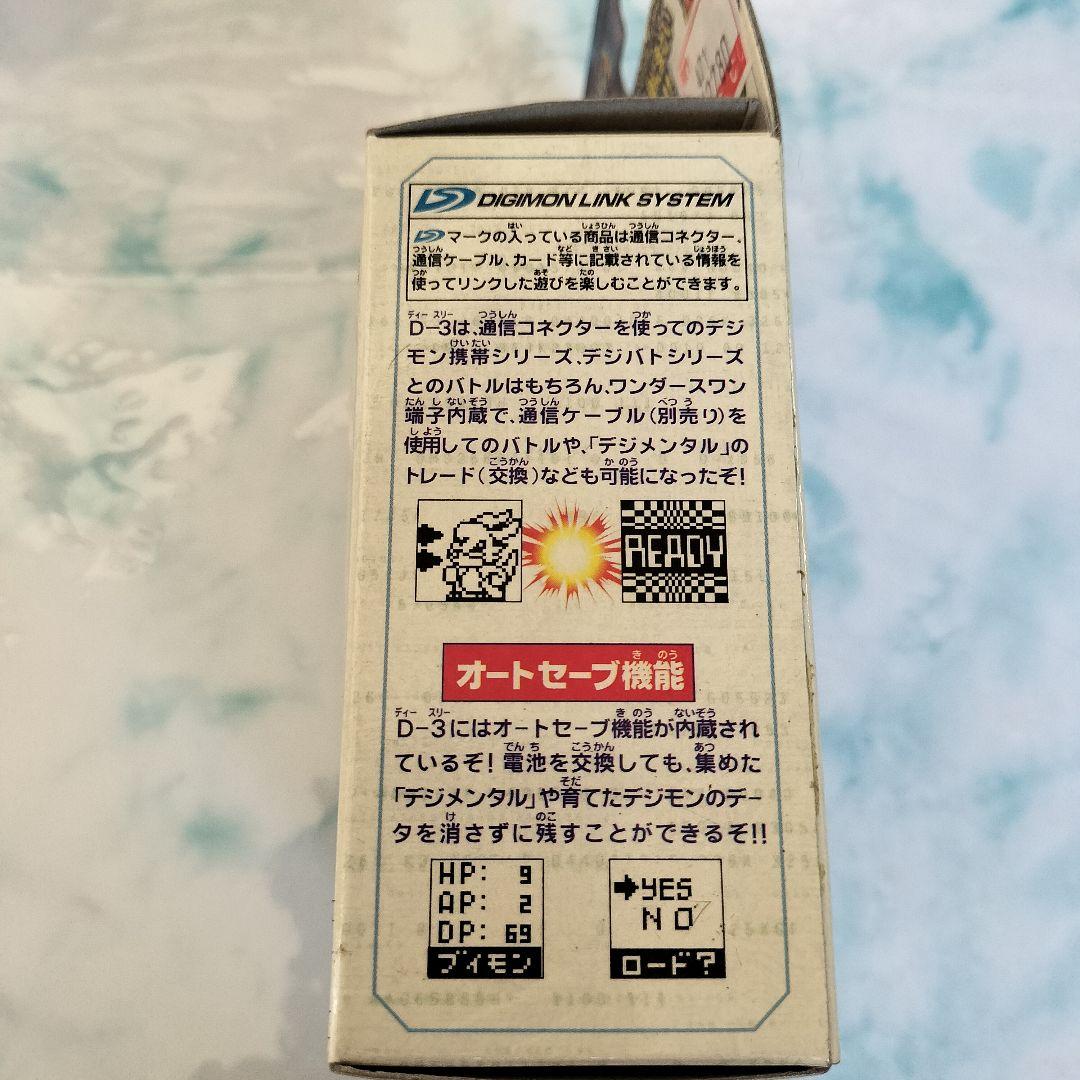 DIGIMON LINK SYSTEM
マークの入っている商品は通信コネクター、
通信ケーブル、カード等に記載されている情報を
使ってリンクした遊びを楽しむことができます。
D-3は、通信コネクターを使ってのデジ
モン携帯シリーズ、デジバトシリーズ
とのバトルはもちろん、ワンダースワン
端子内蔵で、通信ケーブル(別売り)を
使用してのバトルや、「デジメンタル」の
トレード(交換)なども可能になったぞ!
READY
オートセーブ機能
D-3にはオートセーブ機能が内蔵され
ているぞ!電池を交換しても、集めた
「デジメンタル」や育てたデジモンのデー
タを消さずに残すことができるぞ!!
HP: 9
AP: 2
DP: 69
ブイモン
YES
NO
ロード?